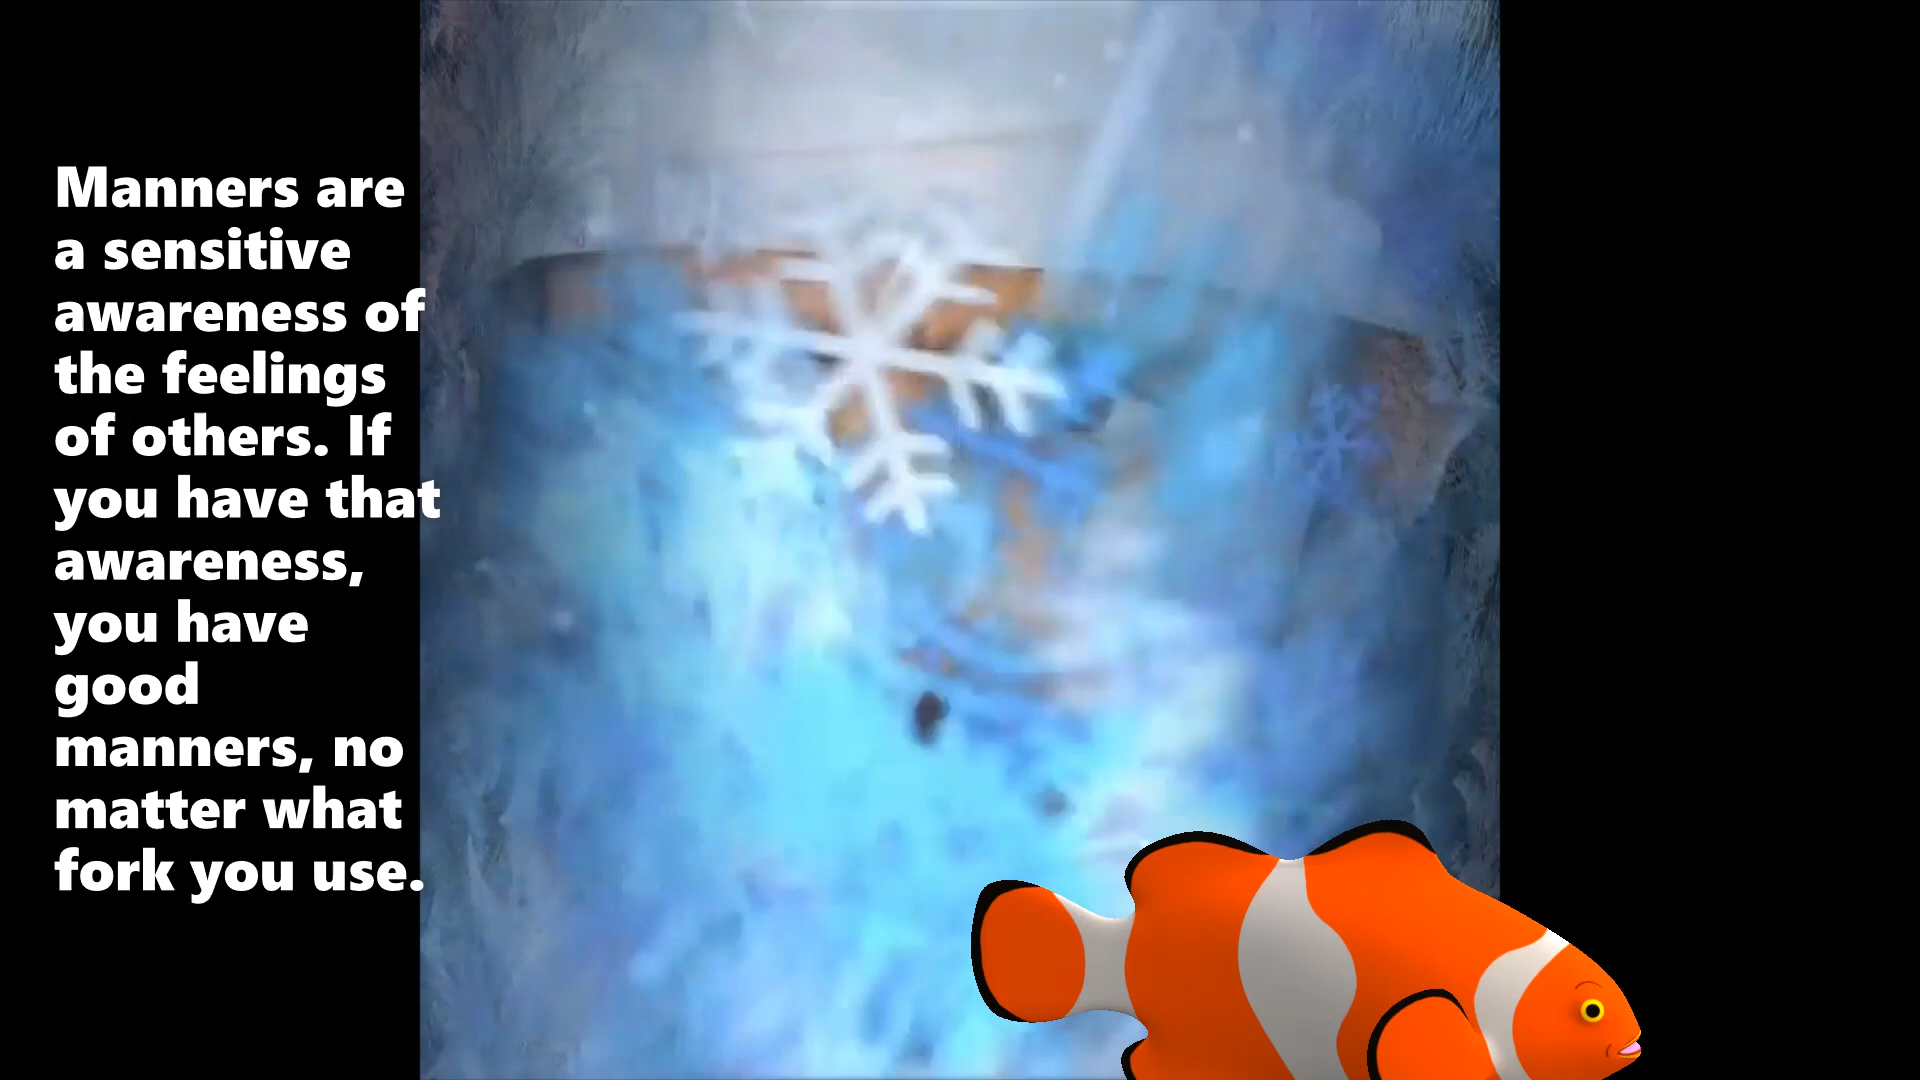 Manners are
a sensitive
awareness of
the feelings
of others. If
you have that
awareness,
you have
good
manners, no
matter what
fork you use.